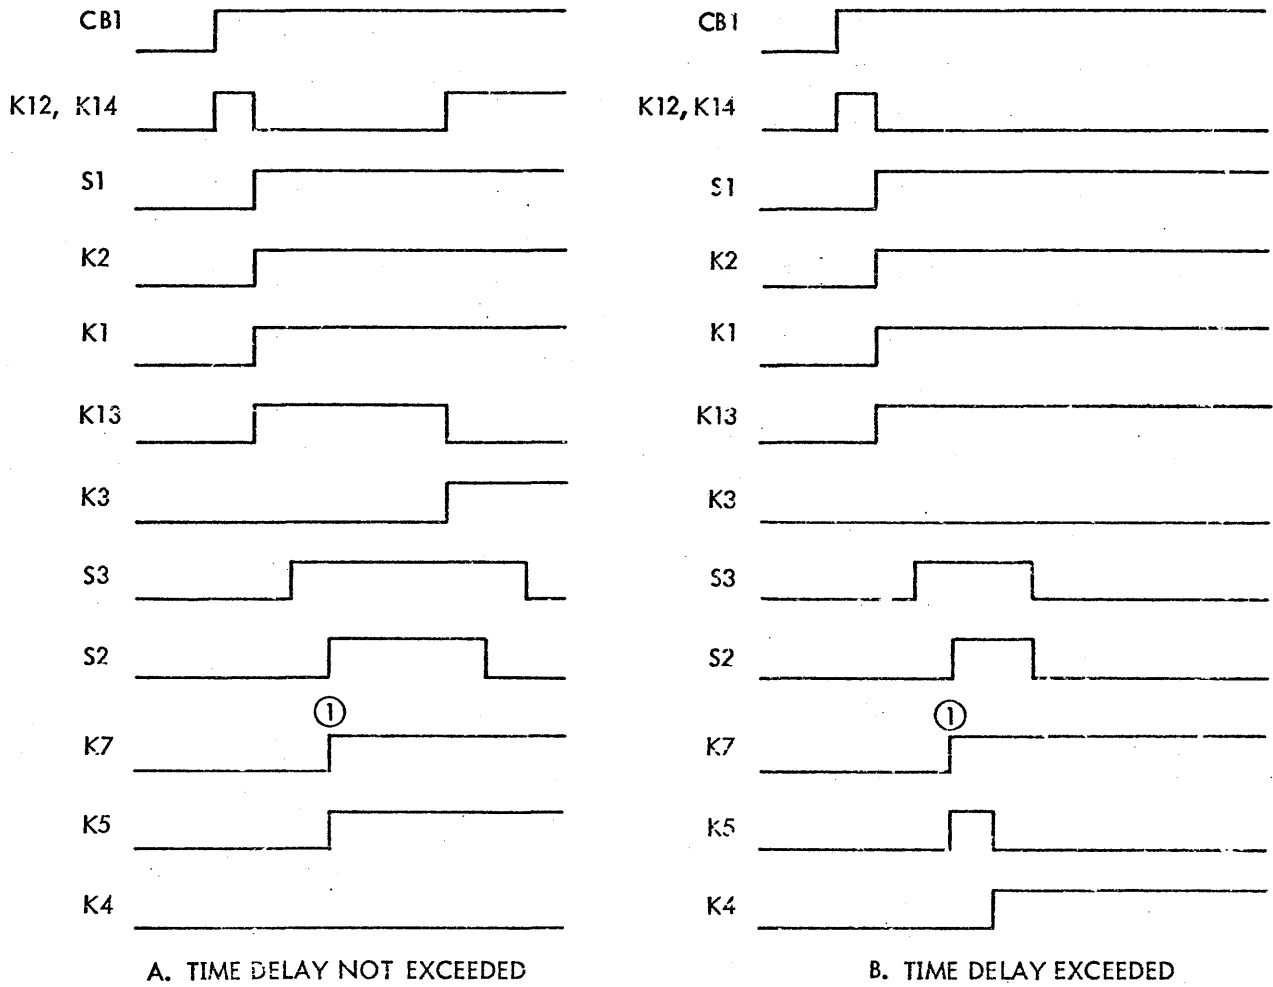 CB1
K12, K14
S1
K2
K1
K13
K3
S3
S2
①
K7
K5
K4
A. TIME DELAY NOT EXCEEDED
CB1
K12, K14
S1
K2
K1
K13
K3
S3
S2
①
K7
K5
K4
B. TIME DELAY EXCEEDED